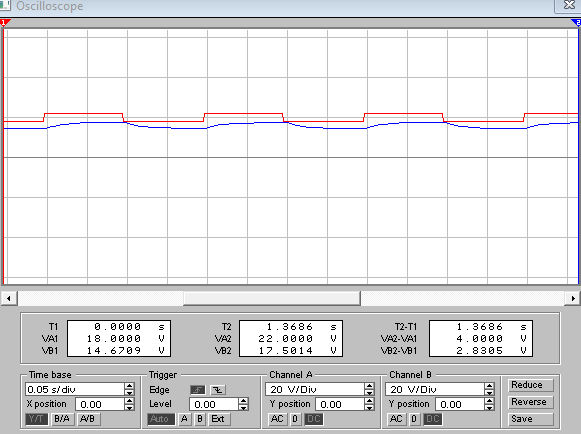 Oscilloscope
1 2
T1 0.0000 s T2 1.3686 s T2-T1 1.3686 s
VA1 18.0000 V VA2 22.0000 V VA2-VA1 4.0000 V
VB1 14.6709 V VB2 17.5014 V VB2-VB1 2.8305 V
Time base Trigger Channel A Channel B
0.05 s/div Edge 20 V/Div 20 V/Div Reduce
X position 0.00 Level 0.00 Y position 0.00 Y position 0.00 Reverse
Y/T B/A A/B Auto A B Ext AC 0 DC AC 0 DC Save